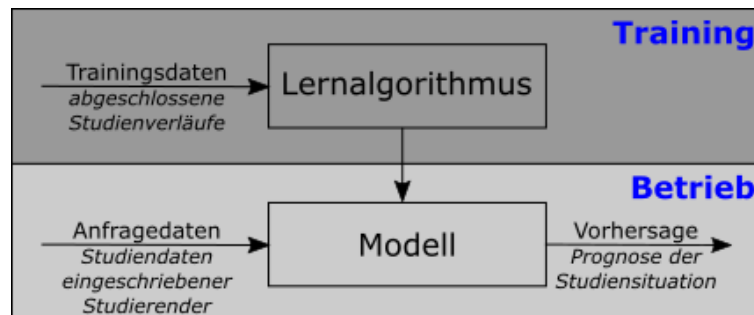 Training
Trainingsdaten
abgeschlossene
Studienverläufe
Lernalgorithmus
Betrieb
Anfragedaten
Studiendaten
eingeschriebener
Studierender
Modell
Vorhersage
Prognose der
Studiensituation